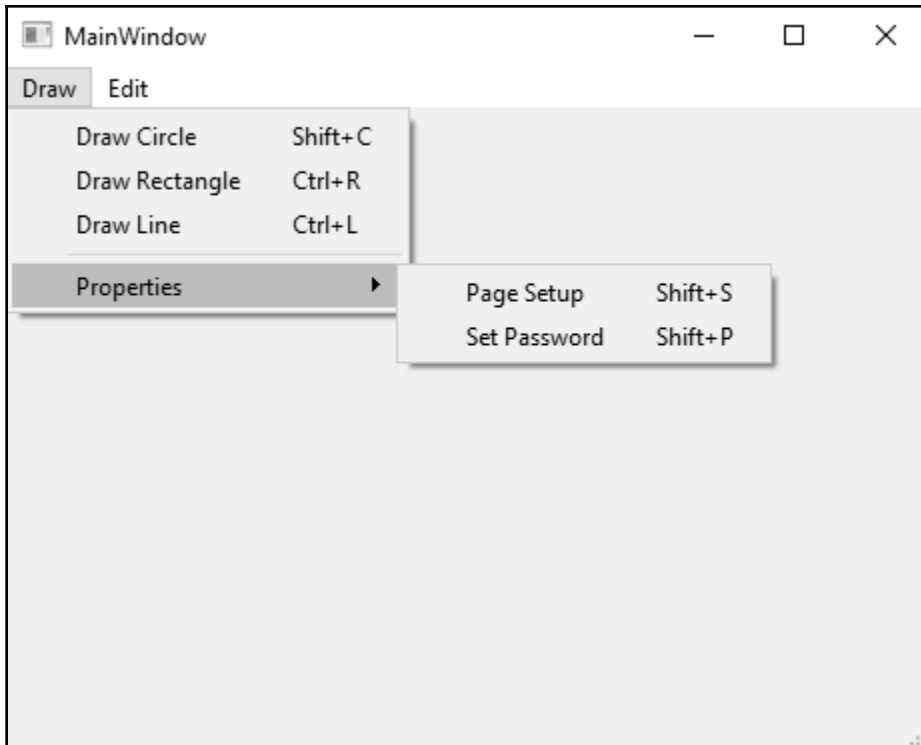 MainWindow
Draw Edit
Draw Circle Shift+C
Draw Rectangle Ctrl+R
Draw Line Ctrl+L
Properties
Page Setup Shift+S
Set Password Shift+P